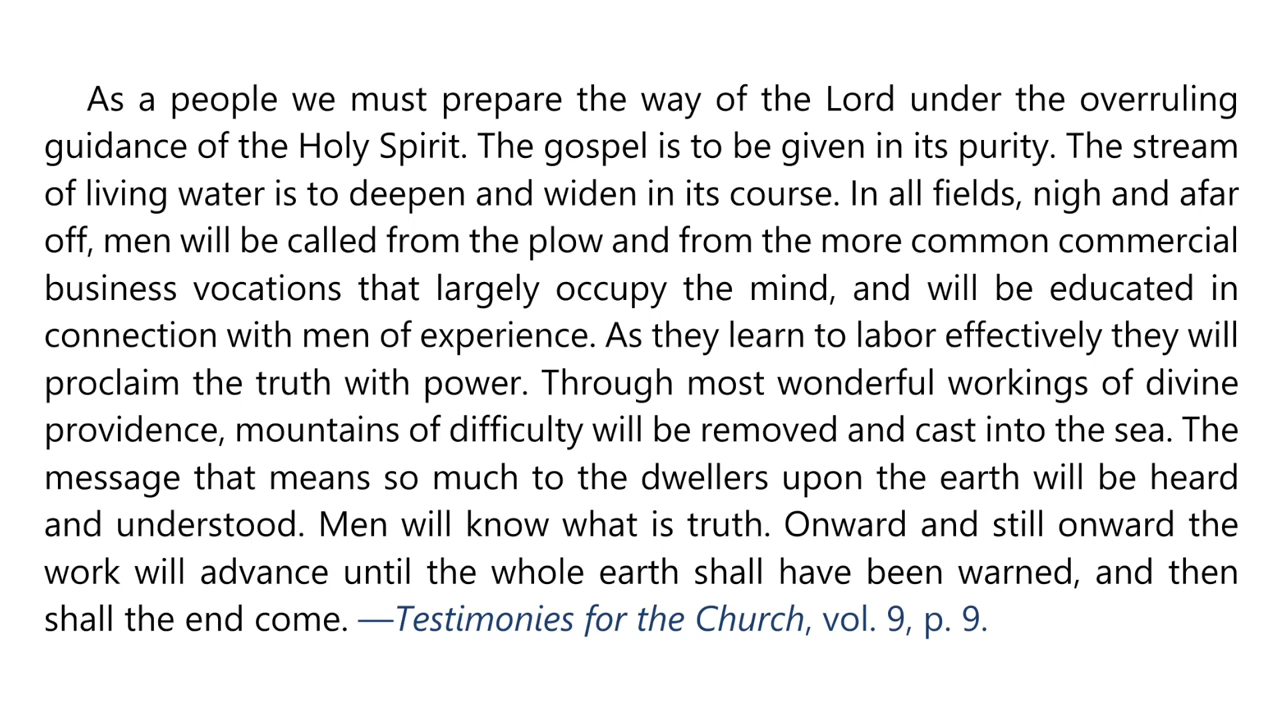 As a people we must prepare the way of the Lord under the overruling
guidance of the Holy Spirit. The gospel is to be given in its purity. The stream
of living water is to deepen and widen in its course. In all fields, nigh and afar
off, men will be called from the plow and from the more common commercial
business vocations that largely occupy the mind, and will be educated in
connection with men of experience. As they learn to labor effectively they will
proclaim the truth with power. Through most wonderful workings of divine
providence, mountains of difficulty will be removed and cast into the sea. The
message that means so much to the dwellers upon the earth will be heard
and understood. Men will know what is truth. Onward and still onward the
work will advance until the whole earth shall have been warned, and then
shall the end come. —Testimonies for the Church, vol. 9, p. 9.